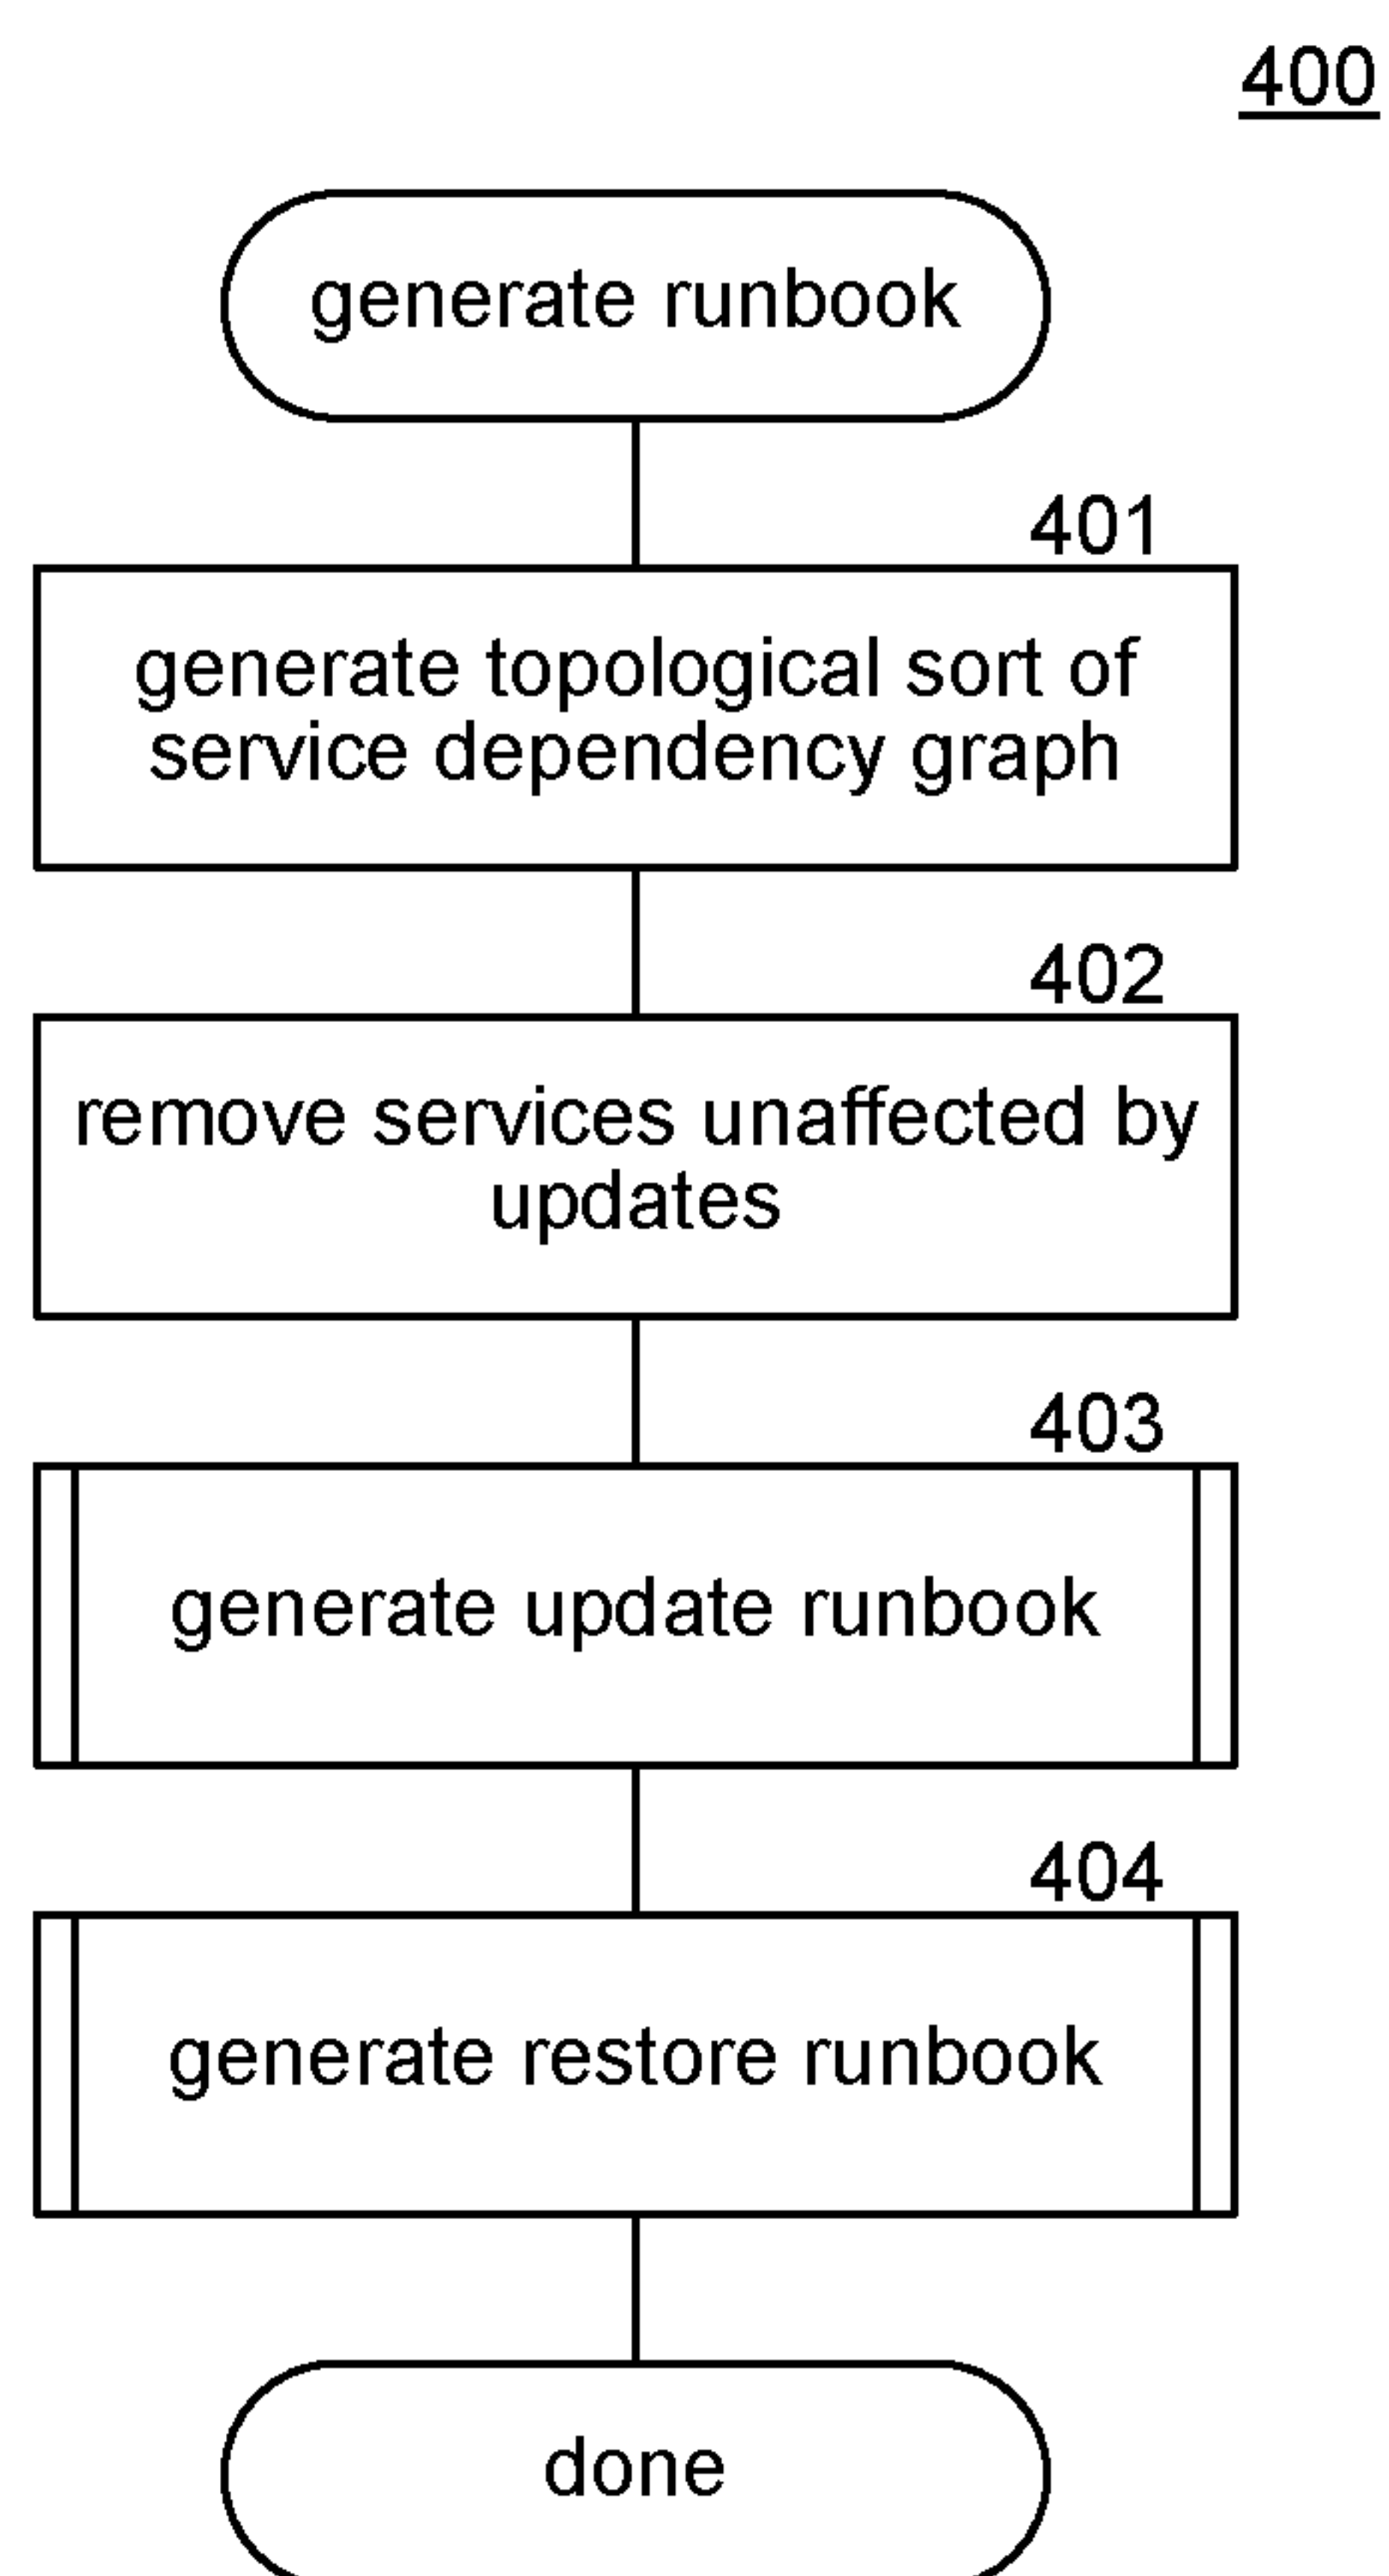 400
generate runbook
401
generate topological sort of
service dependency graph
402
remove services unaffected by
updates
403
generate update runbook
404
generate restore runbook
done